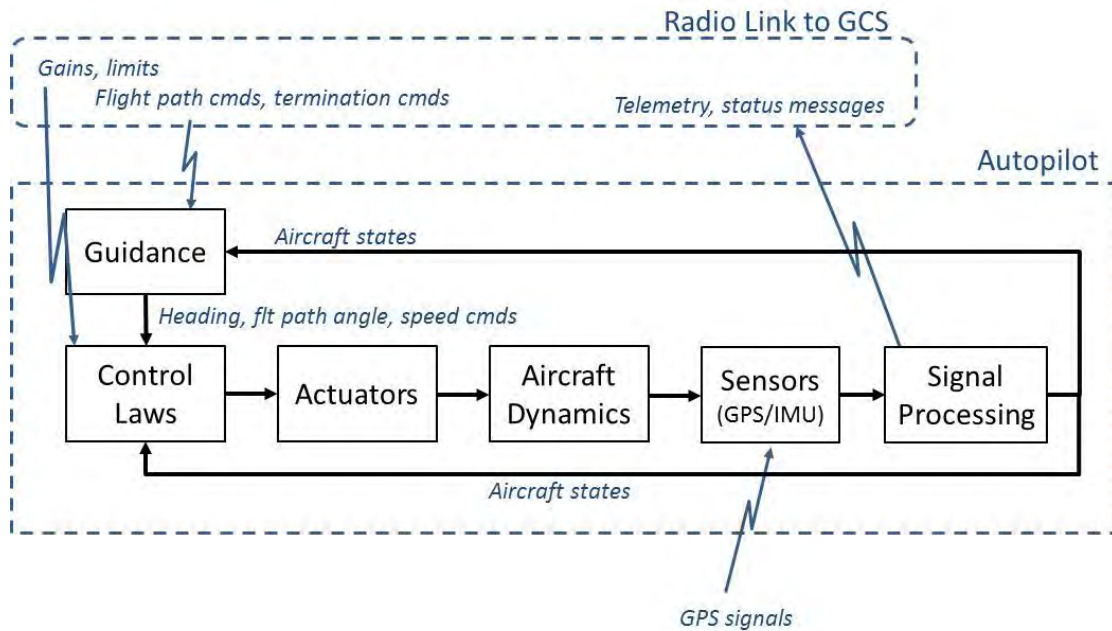 Radio Link to GCS
Gains, limits
Flight path cmds, termination cmds
Telemetry, status messages
Autopilot
Guidance
Aircraft states
Heading, flt path angle, speed cmds
Control
Laws
Actuators
Aircraft
Dynamics
Sensors
(GPS/IMU)
Signal
Processing
Aircraft states
GPS signals